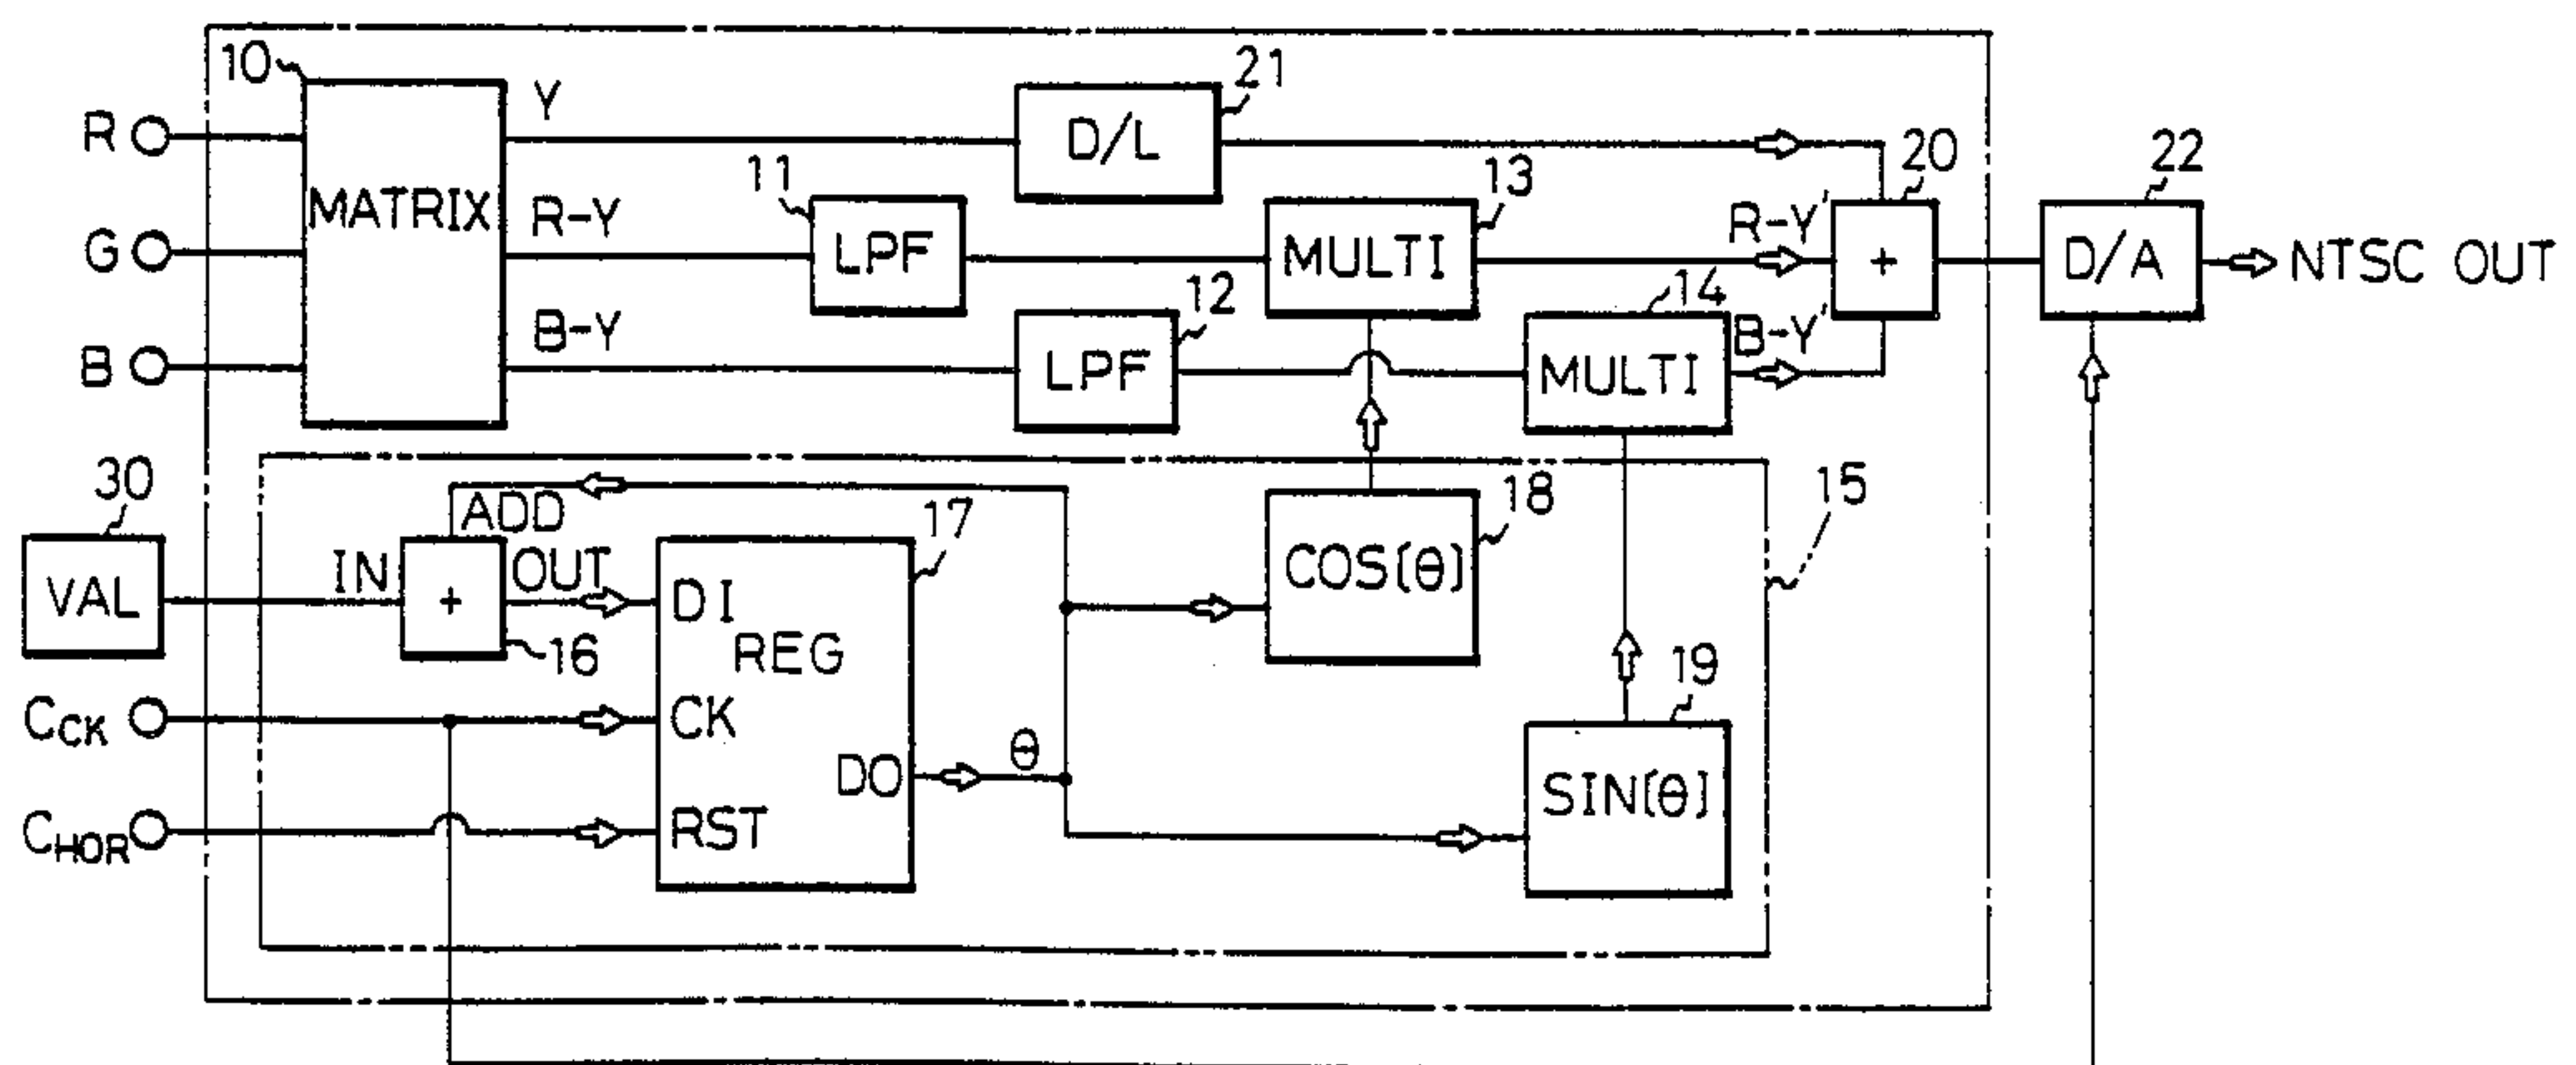 10
R
G
B
MATRIX
Y
R-Y
B-Y
21
D/L
11
LPF
12
LPF
13
MULTI
14
MULTI
R-Y'
B-Y'
20
+
22
D/A
NTSC OUT
30
VAL
IN
ADD
+
OUT
16
17
DI
REG
CK
DO
RST
θ
18
COS(θ)
19
SIN(θ)
15
CCK
CHOR